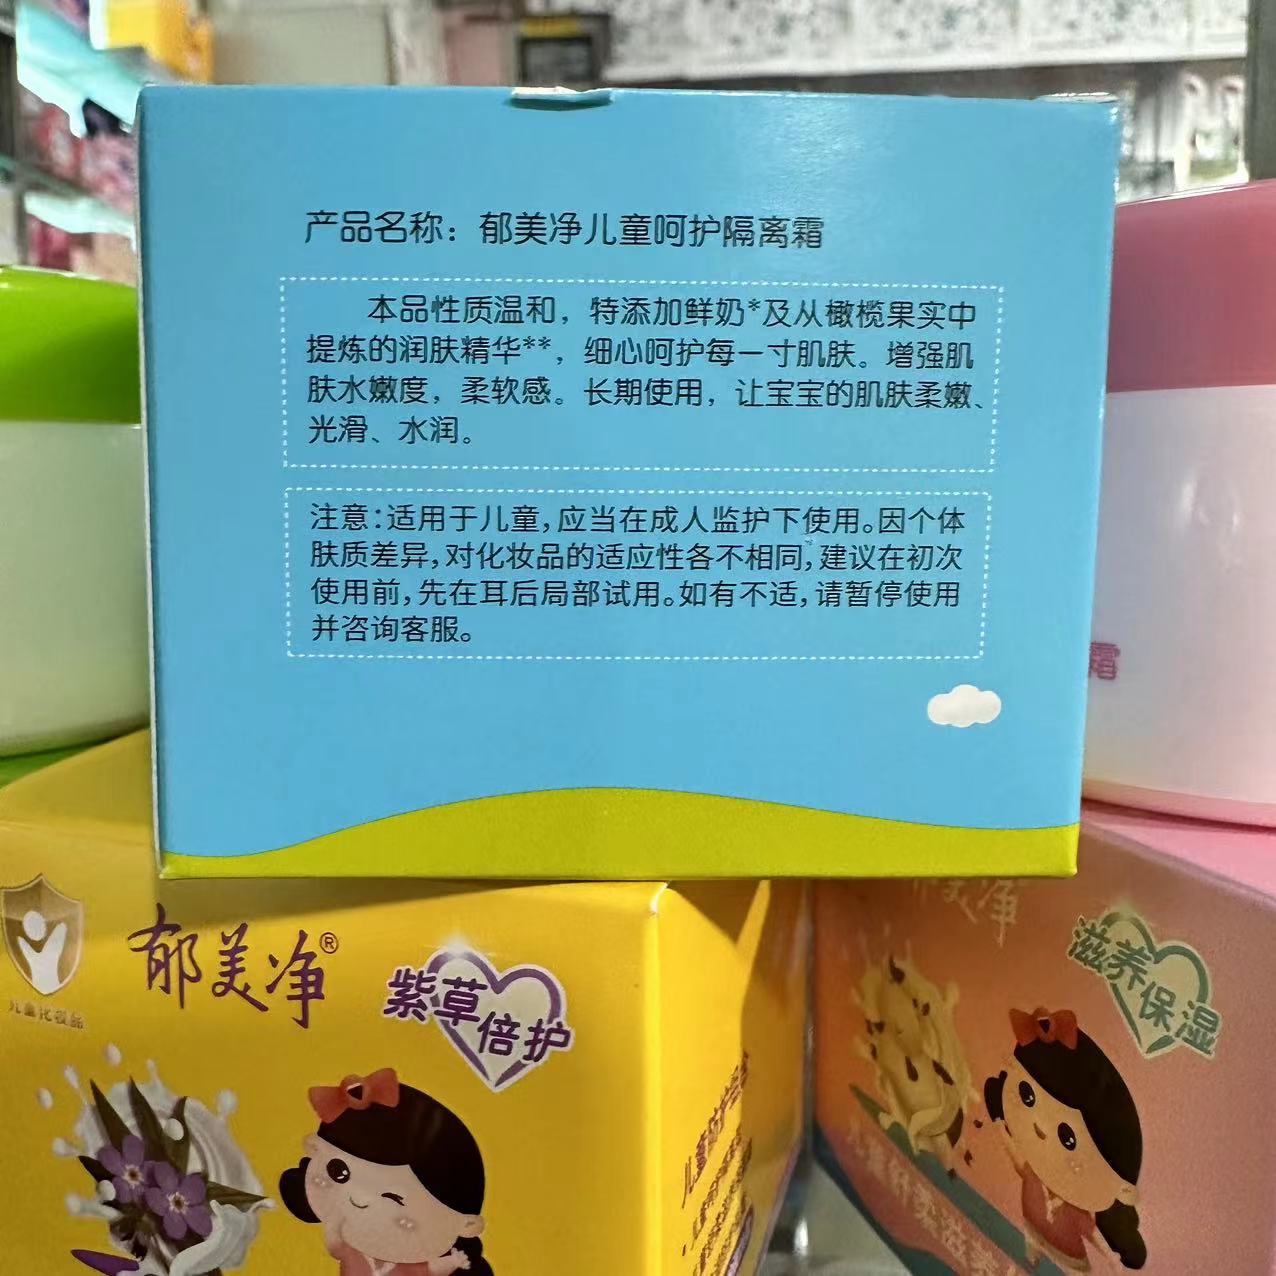 产品名称：郁美净儿童呵护隔离霜
本品性质温和，特添加鲜奶*及从橄榄果实中
提炼的润肤精华**，细心呵护每一寸肌肤。增强肌
肤水嫩度，柔软感。长期使用，让宝宝的肌肤柔嫩、
光滑、水润。
注意：适用于儿童，应当在成人监护下使用。因个体
肤质差异，对化妆品的适应性各不相同，建议在初次
使用前，先在耳后局部试用。如有不适，请暂停使用
并咨询客服。
霜
儿童化妆品
郁美净®
紫草
倍护
郁美净
滋养
保湿